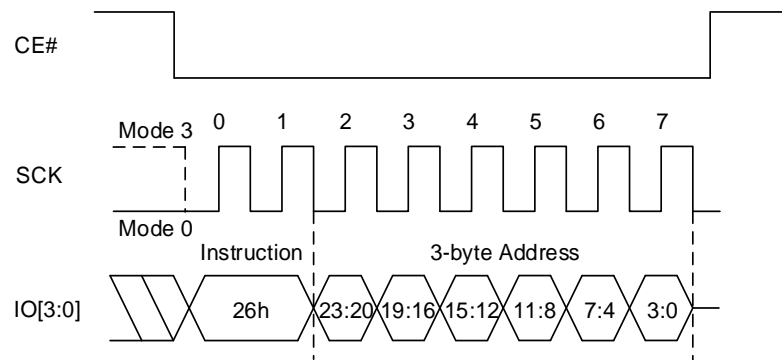 CE#
0 1 2 3 4 5 6 7
Mode 3
SCK
Mode 0
Instruction 3-byte Address
IO[3:0] 26h 23:20 19:16 15:12 11:8 7:4 3:0